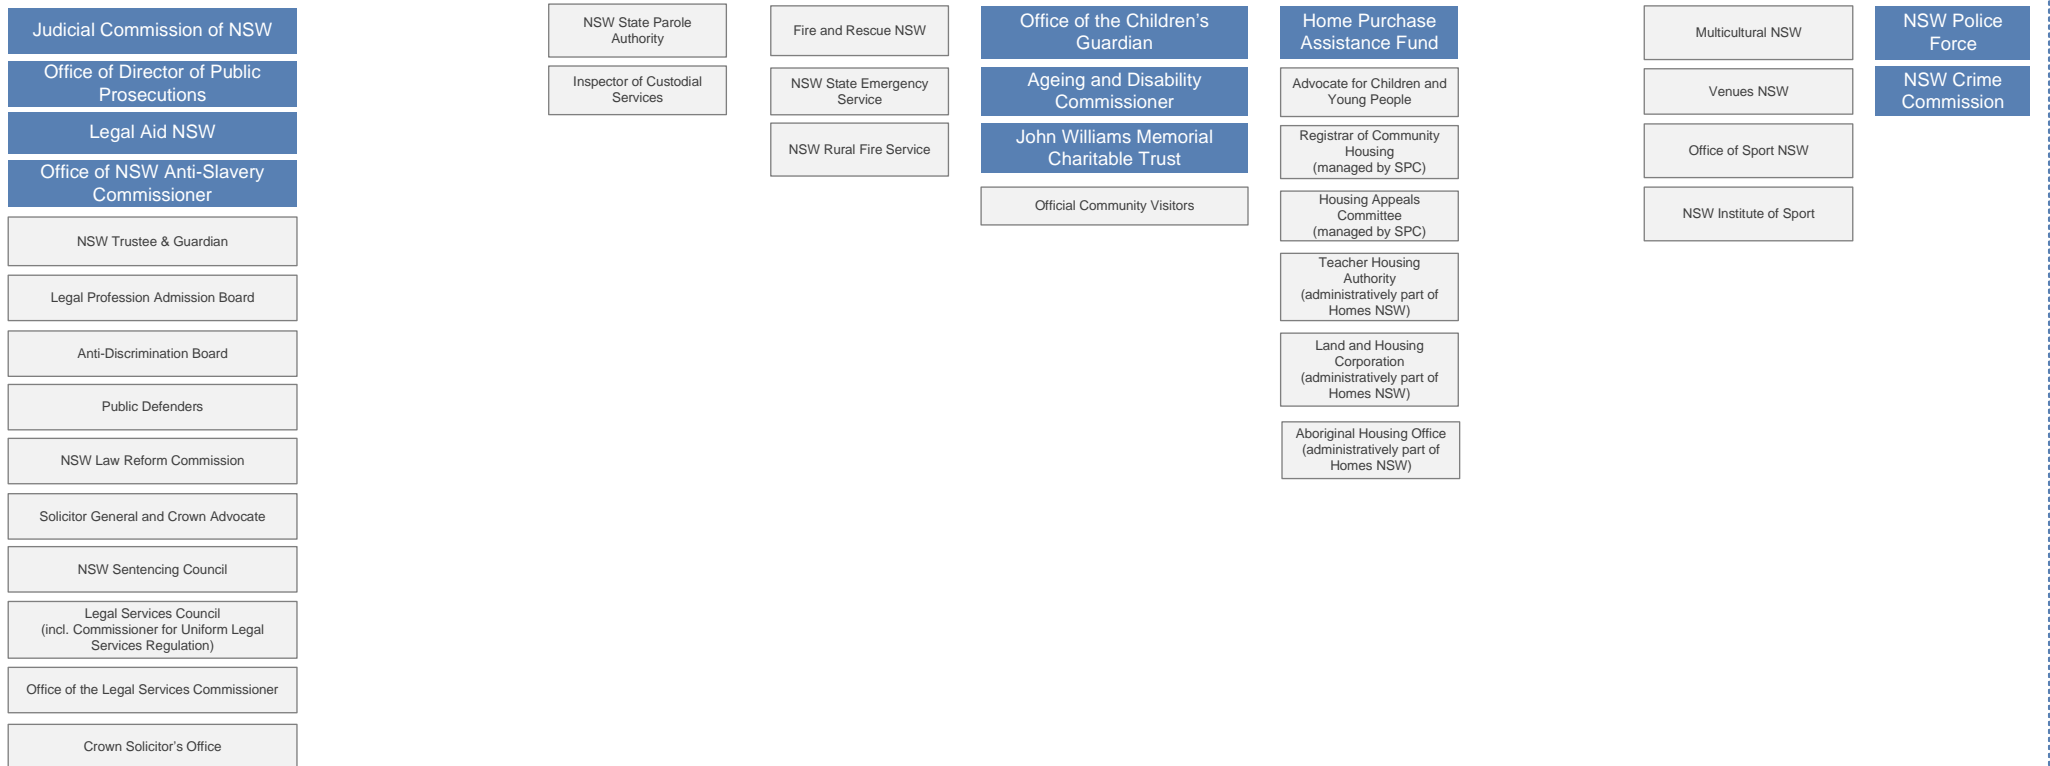 Judicial Commission of NSW
Office of Director of Public
Prosecutions
Legal Aid NSW
Office of NSW Anti-Slavery
Commissioner
NSW Trustee & Guardian
Legal Profession Admission Board
Anti-Discrimination Board
Public Defenders
NSW Law Reform Commission
Solicitor General and Crown Advocate
NSW Sentencing Council
Legal Services Council
(incl. Commissioner for Uniform Legal
Services Regulation)
Office of the Legal Services Commissioner
Crown Solicitor's Office
NSW State Parole
Authority
Inspector of Custodial
Services
Fire and Rescue NSW
NSW State Emergency
Service
NSW Rural Fire Service
Office of the Children's
Guardian
Ageing and Disability
Commissioner
John Williams Memorial
Charitable Trust
Official Community Visitors
Home Purchase
Assistance Fund
Advocate for Children and
Young People
Registrar of Community
Housing
(managed by SPC)
Housing Appeals
Committee
(managed by SPC)
Teacher Housing
Authority
(administratively part of
Homes NSW)
Land and Housing
Corporation
(administratively part of
Homes NSW)
Aboriginal Housing Office
(administratively part of
Homes NSW)
Multicultural NSW
Venues NSW
Office of Sport NSW
NSW Institute of Sport
NSW Police
Force
NSW Crime
Commission